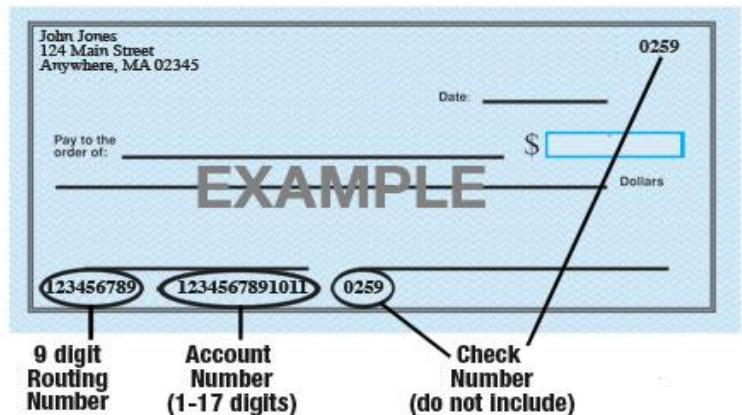 John Jones
124 Main Street
Anywhere, MA 02345
0259
Date:
Pay to the
order of:
$
EXAMPLE
Dollars
123456789
1234567891011
0259
9 digit
Routing
Number
Account
Number
(1-17 digits)
Check
Number
(do not include)